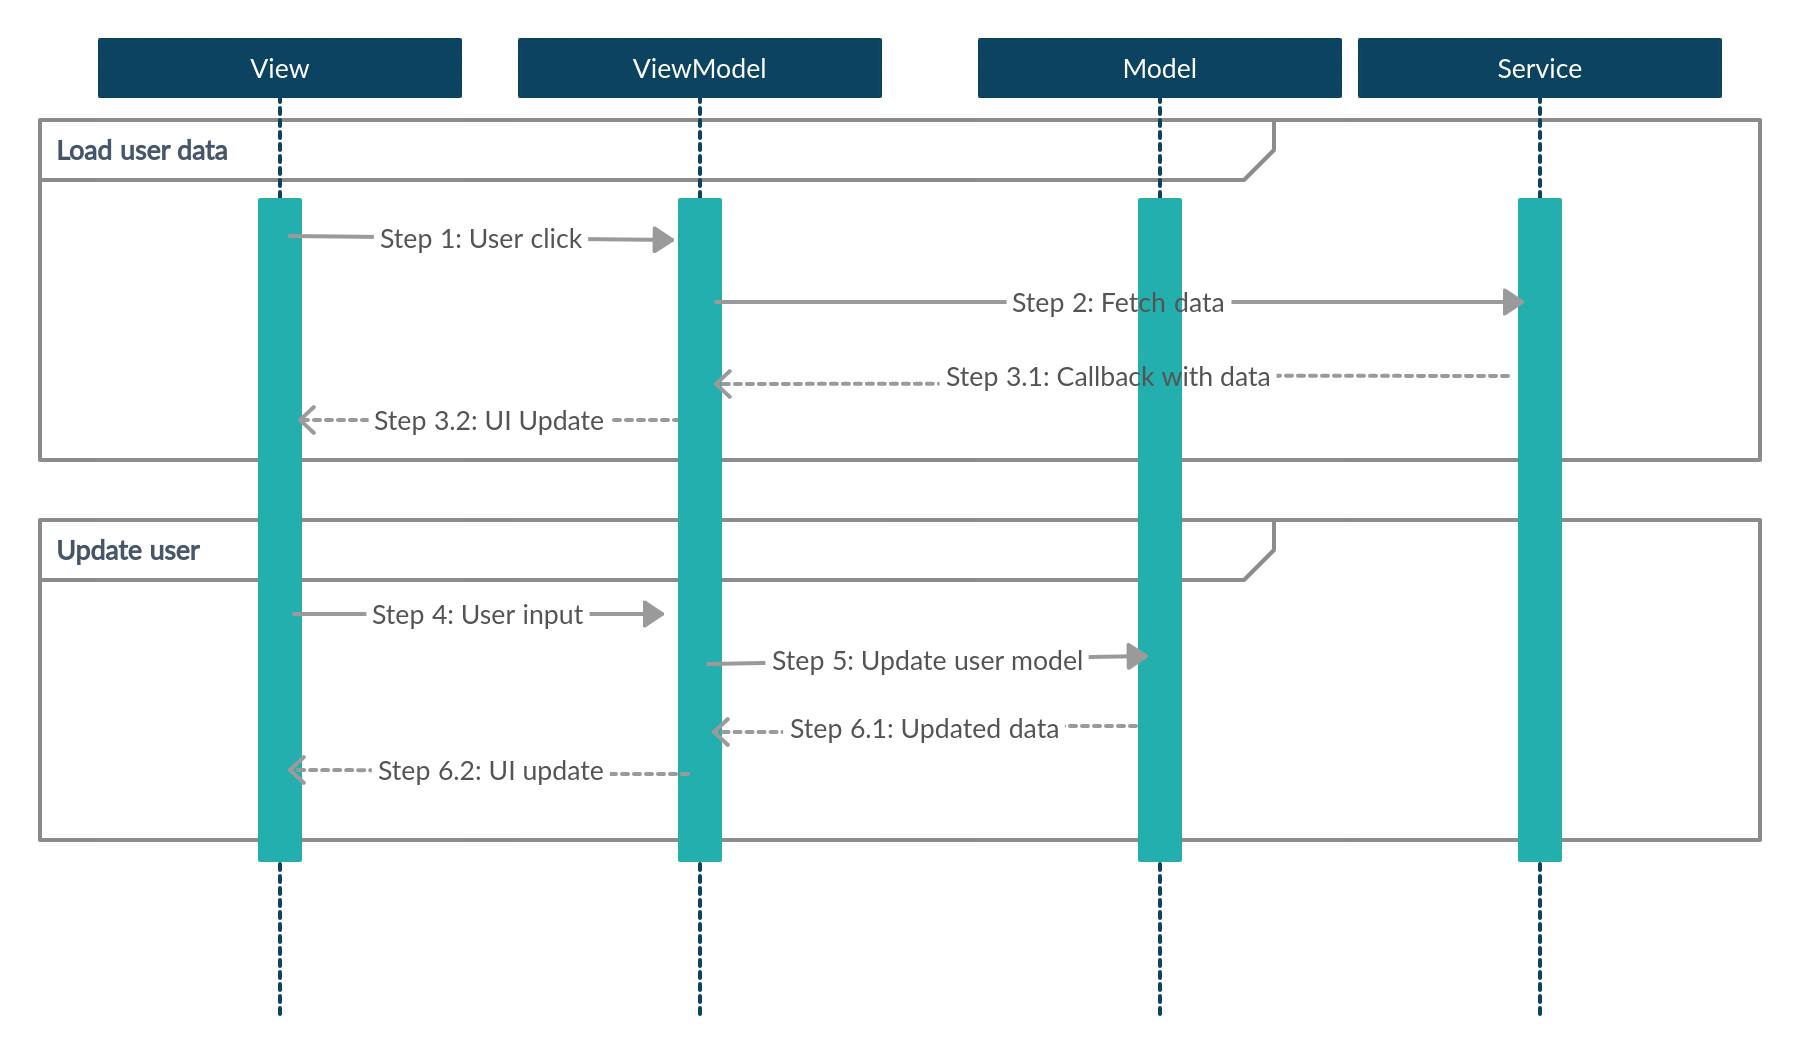 View
ViewModel
Model
Service
Load user data
Step 1: User click
Step 2: Fetch data
Step 3.1: Callback with data
Step 3.2: UI Update
Update user
Step 4: User input
Step 5: Update user model
Step 6.1: Updated data
Step 6.2: UI update